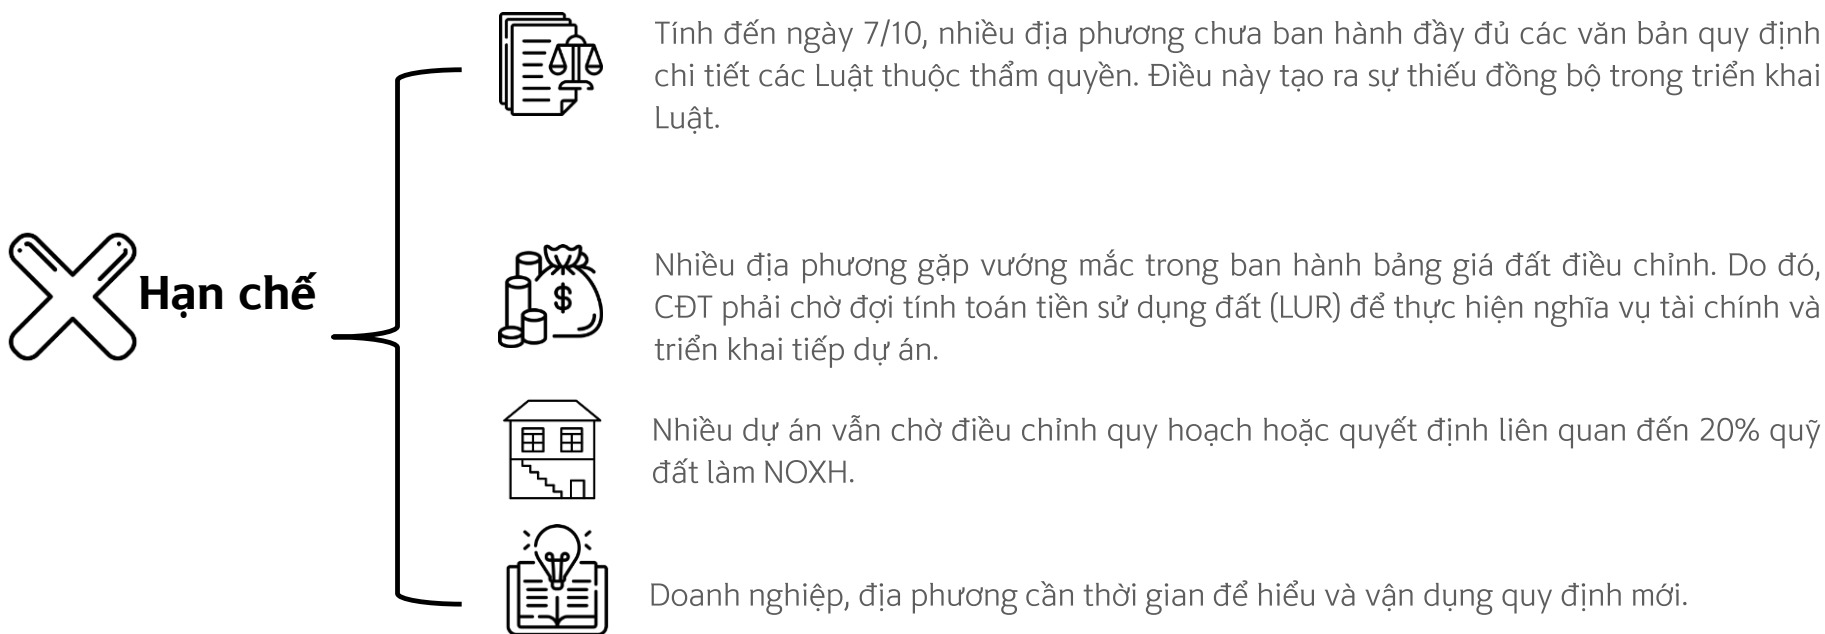 Tính đến ngày 7/10, nhiều địa phương chưa ban hành đầy đủ các văn bản quy định
chi tiết các Luật thuộc thẩm quyền. Điều này tạo ra sự thiếu đồng bộ trong triển khai
Luật.
Hạn chế
Nhiều địa phương gặp vướng mắc trong ban hành bảng giá đất điều chỉnh. Do đó,
CĐT phải chờ đợi tính toán tiền sử dụng đất (LUR) để thực hiện nghĩa vụ tài chính và
triển khai tiếp dự án.
Nhiều dự án vẫn chờ điều chỉnh quy hoạch hoặc quyết định liên quan đến 20% quỹ
đất làm NOXH.
Doanh nghiệp, địa phương cần thời gian để hiểu và vận dụng quy định mới.